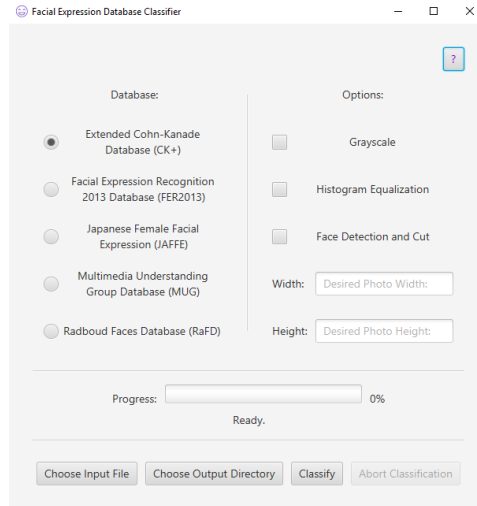 Facial Expression Database Classifier
?
Database:
Extended Cohn-Kanade
Database (CK+)
Facial Expression Recognition
2013 Database (FER2013)
Japanese Female Facial
Expression (JAFFE)
Multimedia Understanding
Group Database (MUG)
Radboud Faces Database (RaFD)
Options:
Grayscale
Histogram Equalization
Face Detection and Cut
Width: Desired Photo Width:
Height: Desired Photo Height:
Progress: 0%
Ready.
Choose Input File Choose Output Directory Classify Abort Classification